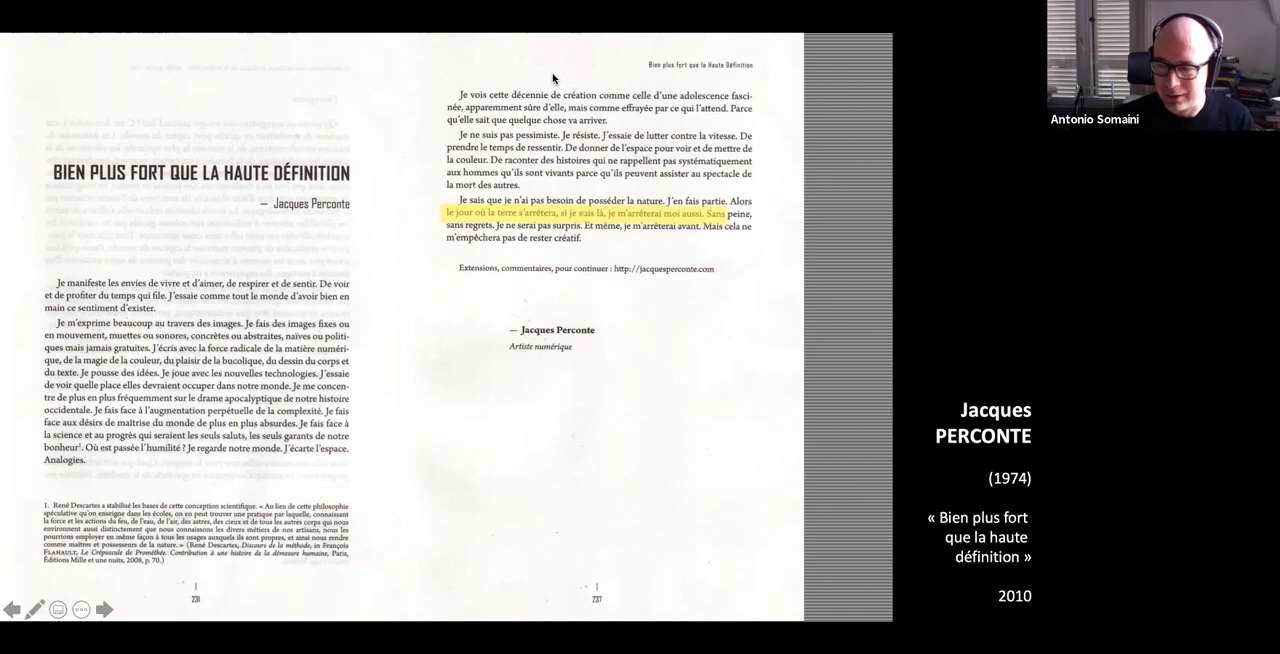 BIEN PLUS FORT QUE LA HAUTE DÉFINITION
— Jacques Perconte
Je manifeste les envies de vivre et d'aimer, de respirer et de sentir. De voir
et de profiter du temps qui file. J'essaie comme tout le monde d'avoir bien en
main ce sentiment d'exister.
Je m'exprime beaucoup au travers des images. Je fais des images fixes ou
en mouvement, muettes ou sonores, concrètes ou abstraites, naïves ou politi-
ques mais jamais gratuites. J'écris avec la force radicale de la matière numéri-
que, de la magie de la couleur, du plaisir de la bucolique, du dessin du corps et
du texte. Je pousse des idées. Je joue avec les nouvelles technologies. J'essaie
de voir quelle place elles devraient occuper dans notre monde. Je me concen-
tre de plus en plus fréquemment sur le drame apocalyptique de notre histoire
occidentale. Je fais face à l'augmentation perpétuelle de la complexité. Je fais
face aux désirs de maîtrise du monde de plus en plus absurdes. Je fais face à
la science et au progrès qui seraient les seuls saluts, les seuls garants de notre
bonheur¹. Où est passée l'humilité ? Je regarde notre monde. J'écarte l'espace.
Analogies.
1. René Descartes a stabilisé les bases de cette conception scientifique. « Au lieu de cette philosophie
spéculative qu'on enseigne dans les écoles, on en peut trouver une pratique par laquelle, connaissant
la force et les actions du feu, de l'eau, de l'air, des astres, des cieux et de tous les autres corps qui nous
environnent aussi distinctement que nous connaissons les divers métiers de nos artisans, nous les
pourrions employer en même façon à tous les usages auxquels ils sont propres, et ainsi nous rendre
comme maîtres et possesseurs de la nature. » (René Descartes, Discours de la méthode, in François
FLAHAULT, Le Crépuscule de Prométhée. Contribution à une histoire de la démesure humaine, Paris,
Éditions Mille et une nuits, 2008, p. 70.)
231
Bien plus fort que la Haute Définition
Je vois cette décennie de création comme celle d'une adolescence fasci-
née, apparemment sûre d'elle, mais comme effrayée par ce qui l'attend. Parce
qu'elle sait que quelque chose va arriver.
Je ne suis pas pessimiste. Je résiste. J'essaie de lutter contre la vitesse. De
prendre le temps de ressentir. De donner de l'espace pour voir et de mettre de
la couleur. De raconter des histoires qui ne rappellent pas systématiquement
aux hommes qu'ils sont vivants parce qu'ils peuvent assister au spectacle de
la mort des autres.
Je sais que je n'ai pas besoin de posséder la nature. J'en fais partie. Alors
le jour où la terre s'arrêtera, si je suis là, je m'arrêterai moi aussi. Sans peine,
sans regrets. Je ne serai pas surpris. Et même, je m'arrêterai avant. Mais cela ne
m'empêchera pas de rester créatif.
Extensions, commentaires, pour continuer : http://jacquesperconte.com
— Jacques Perconte
Artiste numérique
237
Antonio Somaini
Jacques
PERCONTE
(1974)
« Bien plus fort
que la haute
définition »
2010